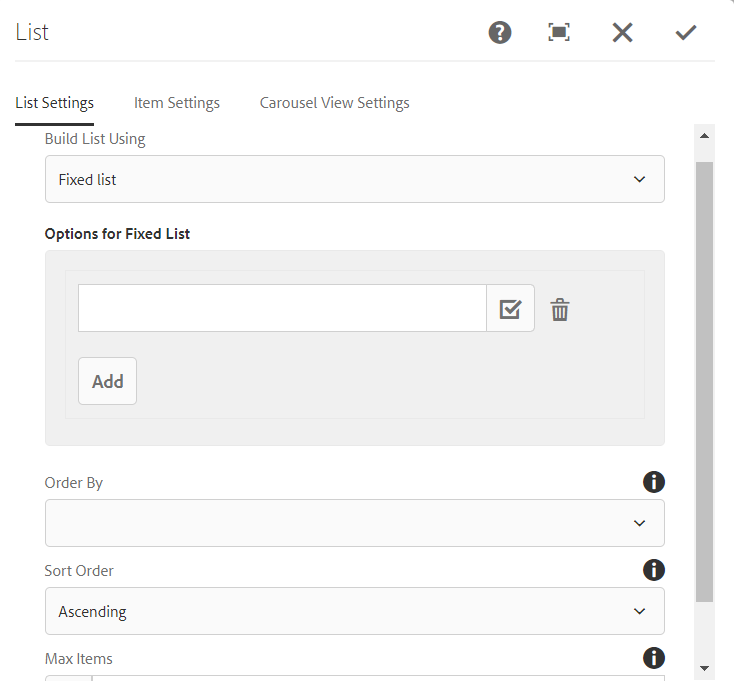 List
List Settings Item Settings Carousel View Settings
Build List Using
Fixed list
Options for Fixed List
Add
Order By
Sort Order
Ascending
Max Items